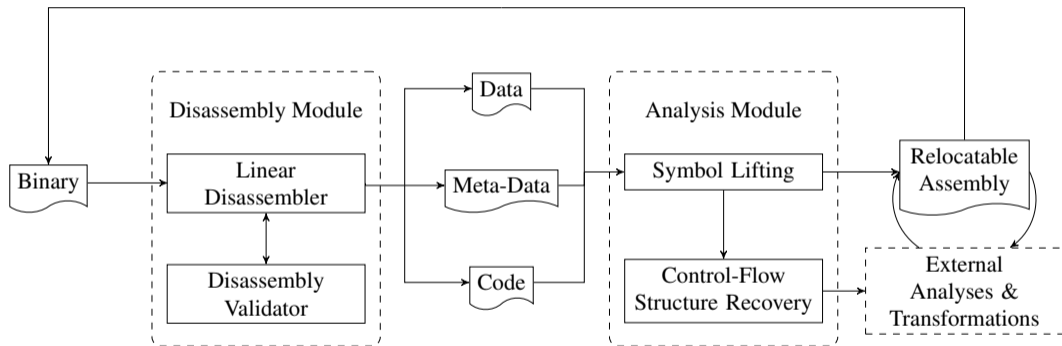 Binary
Disassembly Module
Linear
Disassembler
Disassembly
Validator
Data
Meta-Data
Code
Analysis Module
Symbol Lifting
Control-Flow
Structure Recovery
Relocatable
Assembly
External
Analyses &
Transformations